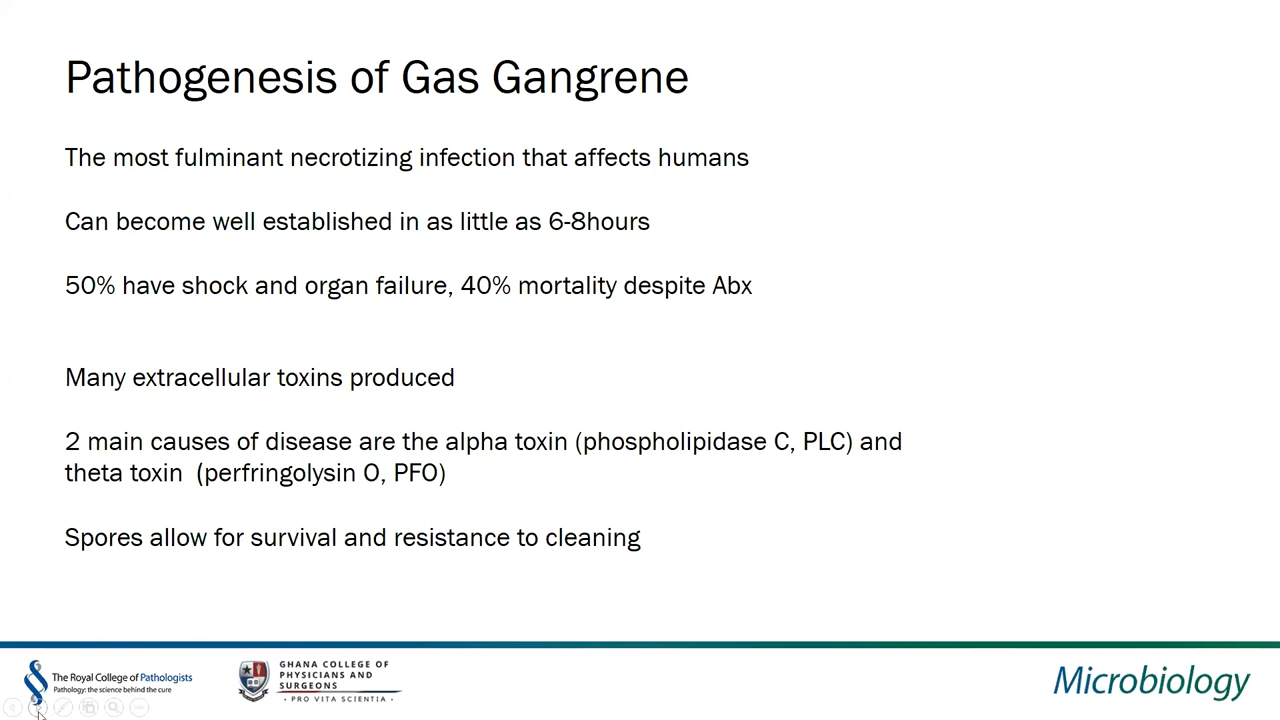 Pathogenesis of Gas Gangrene
The most fulminant necrotizing infection that affects humans
Can become well established in as little as 6-8hours
50% have shock and organ failure, 40% mortality despite Abx
Many extracellular toxins produced
2 main causes of disease are the alpha toxin (phospholipidase C, PLC) and
theta toxin  (perfringolysin O, PFO)
Spores allow for survival and resistance to cleaning
The Royal College of Pathologists
Pathology: the science behind the cure
GHANA COLLEGE OF
PHYSICIANS AND
SURGEONS
- PRO VITA SCIENTIA -
Microbiology